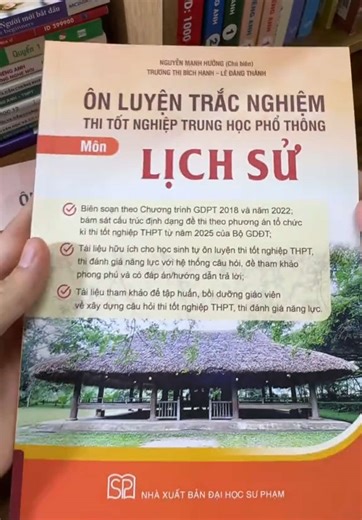 NGUYỄN MẠNH HƯỞNG (Chủ biên)
TRƯƠNG THỊ BÍCH HẠNH - LÊ ĐĂNG THÀNH
ÔN LUYỆN TRẮC NGHIỆM
THI TỐT NGHIỆP TRUNG HỌC PHỔ THÔNG
Môn
LỊCH SỬ
Biên soạn theo Chương trình GDPT 2018 và năm 2022;
bám sát cấu trúc định dạng đề thi theo phương án tổ chức
kì thi tốt nghiệp THPT từ năm 2025 của Bộ GDĐT;
Tài liệu hữu ích cho học sinh tự ôn luyện thi tốt nghiệp THPT,
thi đánh giá năng lực với hệ thống câu hỏi, đề tham khảo
phong phú và có đáp án/hướng dẫn trả lời;
Tài liệu tham khảo để tập huấn, bồi dưỡng giáo viên
về xây dựng câu hỏi thi tốt nghiệp THPT, thi đánh giá năng lực.
NHÀ XUẤT BẢN ĐẠI HỌC SƯ PHẠM